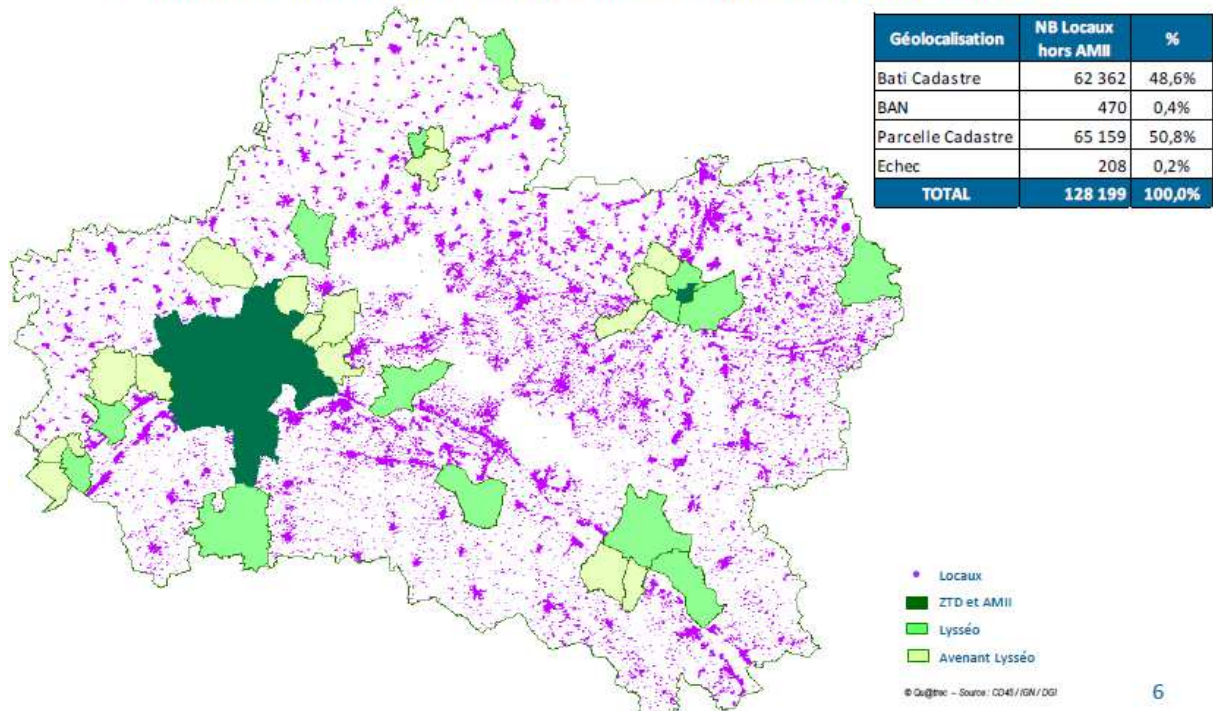 Géolocalisation NB Locaux hors AMII %
Bati Cadastre 62 362 48,6%
BAN 470 0,4%
Parcelle Cadastre 65 159 50,8%
Echec 208 0,2%
TOTAL 128 199 100,0%
Locaux
ZTD et AMII
Lysséo
Avenant Lysséo
© Qu@trec – Source : CD45 / IGN / DGI
6